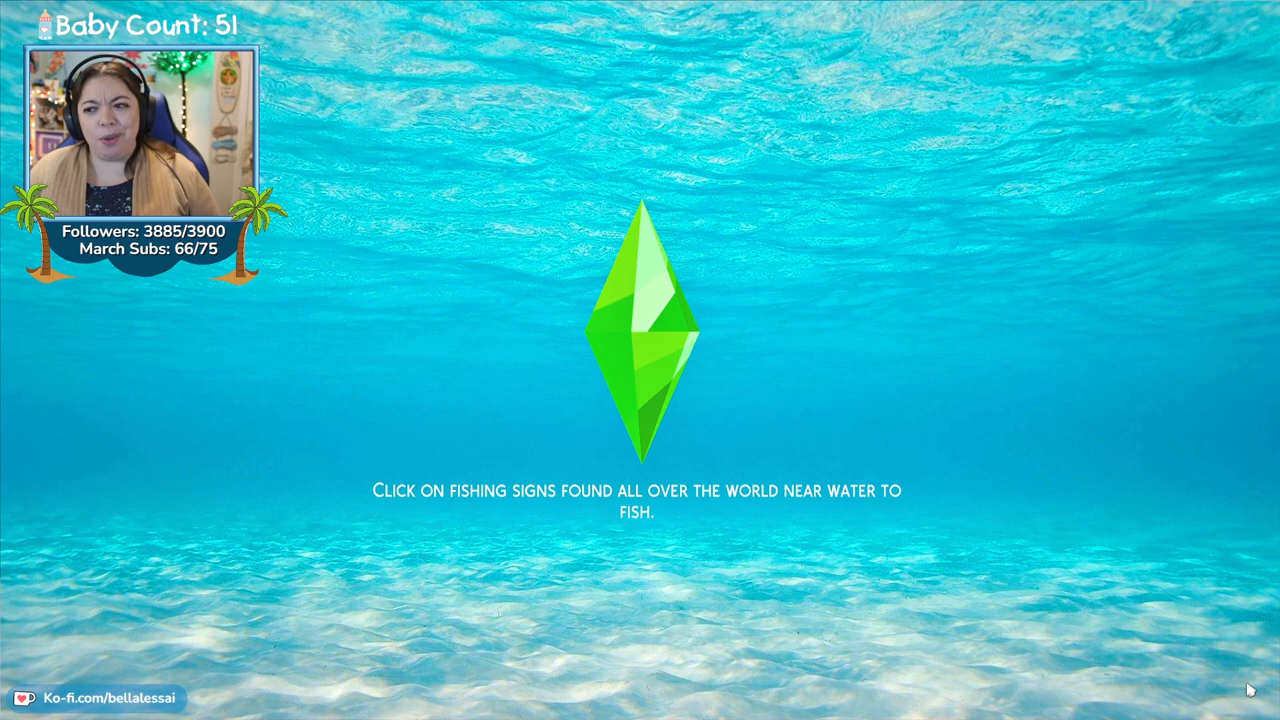 Baby Count: 51
Followers: 3885/3900
March Subs: 66/75
Click on fishing signs found all over the world near water to
fish.
Ko-fi.com/bellalessai